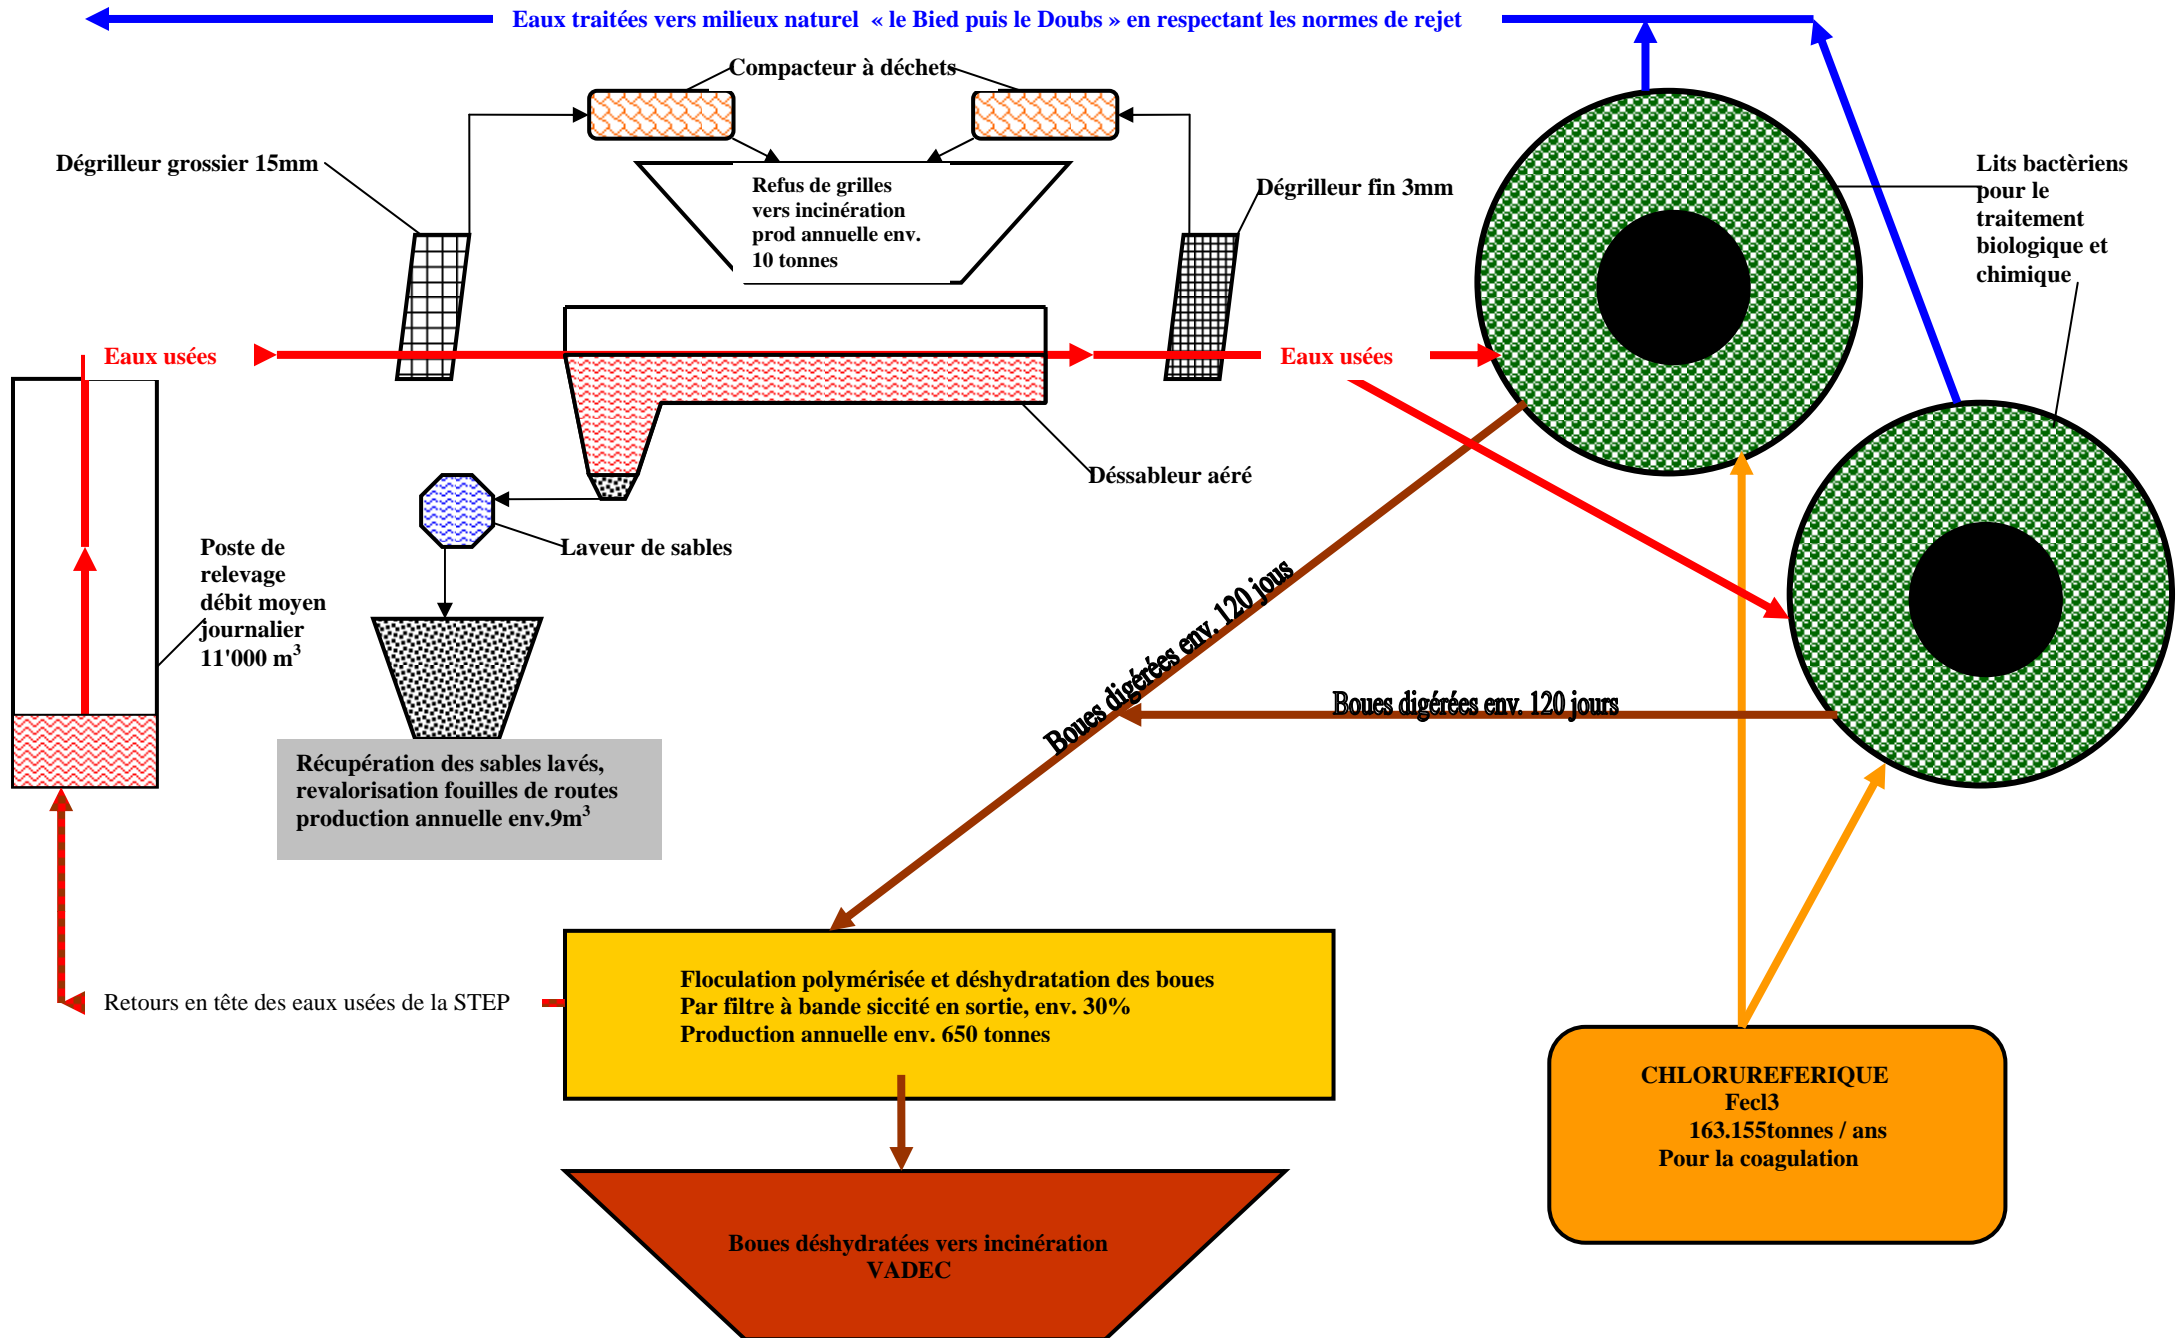 Eaux traitées vers milieux naturel « le Bied puis le Doubs » en respectant les normes de rejet
Compacteur à déchets
Dégrilleur grossier 15mm
Refus de grilles
vers incinération
prod annuelle env.
10 tonnes
Dégrilleur fin 3mm
Lits bactèriens
pour le
traitement
biologique et
chimique
Eaux usées
Eaux usées
Déssableur aéré
Laveur de sables
Poste de
relevage
débit moyen
journalier
11'000 m³
Boues digérées env. 120 jous
Boues digérées env. 120 jours
Récupération des sables lavés,
revalorisation fouilles de routes
production annuelle env.9m³
Retours en tête des eaux usées de la STEP
Floculation polymérisée et déshydratation des boues
Par filtre à bande siccité en sortie, env. 30%
Production annuelle env. 650 tonnes
CHLORUREFERIQUE
Fecl3
163.155tonnes / ans
Pour la coagulation
Boues déshydratées vers incinération
VADEC